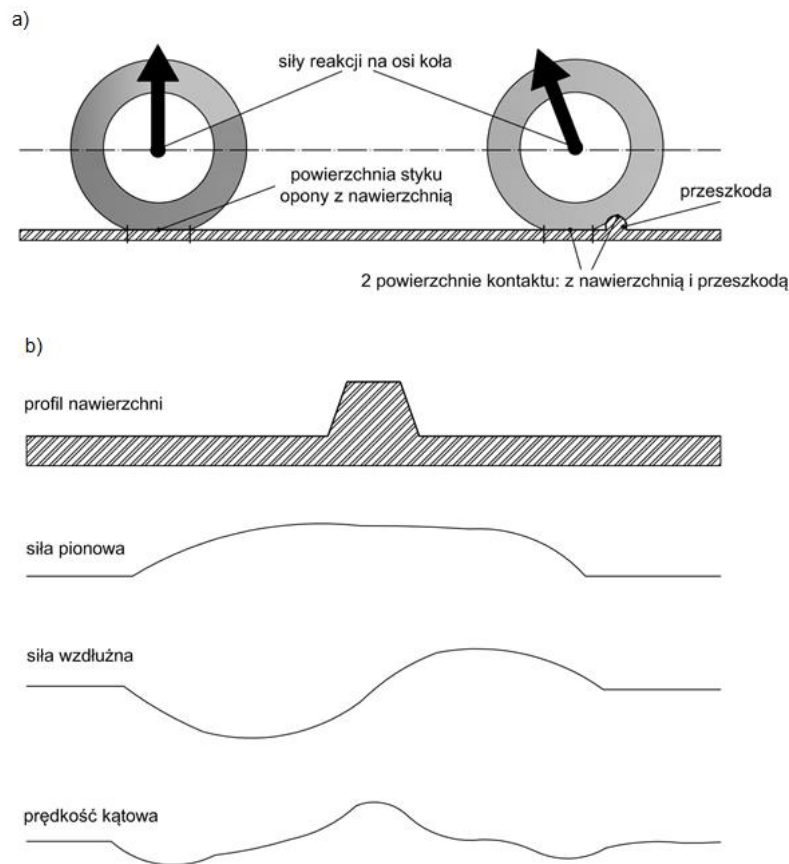 a)
siły reakcji na osi koła
powierzchnia styku
opony z nawierzchnią
przeszkoda
2 powierzchnie kontaktu: z nawierzchnią i przeszkodą
b)
profil nawierzchni
siła pionowa
siła wzdłużna
prędkość kątowa